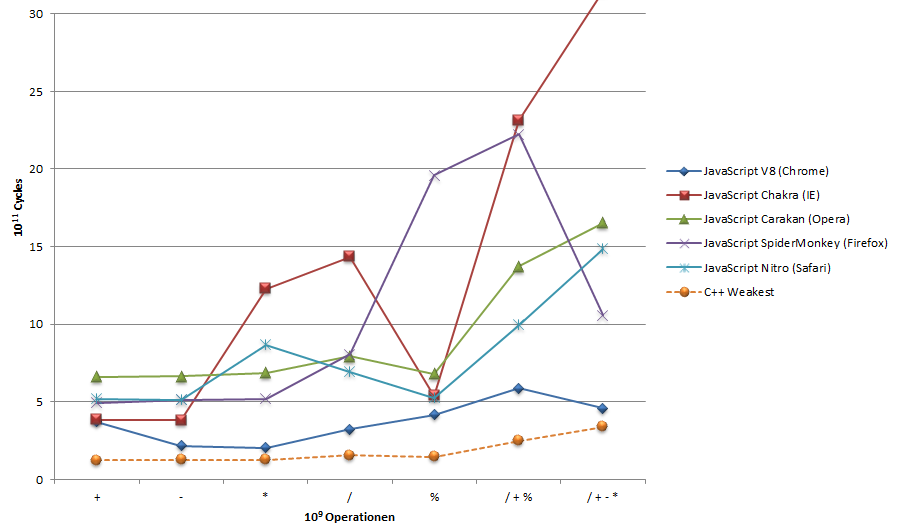 30
25
20
15
10
5
0
10¹¹ Cycles
+
-
*
/
%
/ + %
/ + - *
10⁹ Operationen
JavaScript V8 (Chrome)
JavaScript Chakra (IE)
JavaScript Carakan (Opera)
JavaScript SpiderMonkey (Firefox)
JavaScript Nitro (Safari)
C++ Weakest